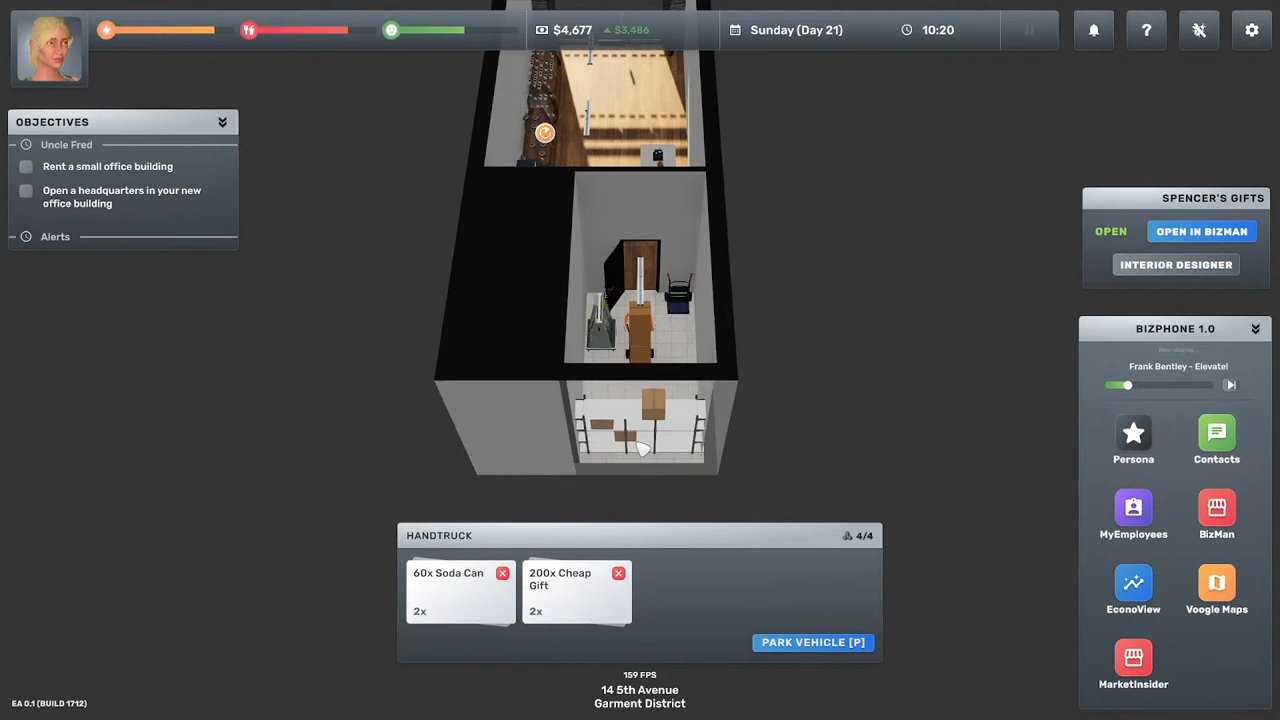 $4,677
$3,486
Sunday (Day 21)
10:20
?
OBJECTIVES
Uncle Fred
Rent a small office building
Open a headquarters in your new
office building
Alerts
SPENCER'S GIFTS
OPEN
OPEN IN BIZMAN
INTERIOR DESIGNER
BIZPHONE 1.0
Now playing...
Frank Bentley - Elevate!
Persona
Contacts
MyEmployees
BizMan
EconoView
Voogle Maps
MarketInsider
HANDTRUCK
4/4
60x Soda Can
2x
200x Cheap
Gift
2x
PARK VEHICLE [P]
159 FPS
14 5th Avenue
Garment District
EA 0.1 (BUILD 1712)